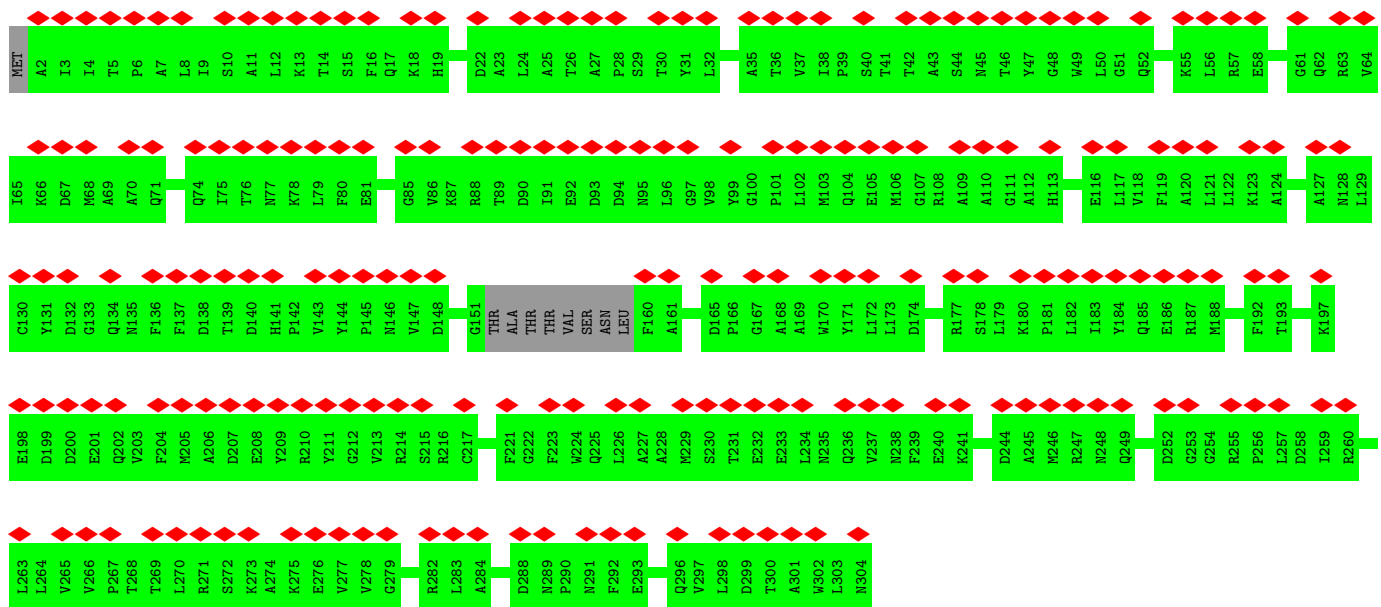 MET A2 I3 I4 T5 P6 A7 L8 I9 S10 A11 L12 K13 T14 S15 F16 Q17 K18 H19 D22 A23 L24 A25 T26 A27 P28 S29 T30 Y31 L32 A35 T36 V37 I38 P39 S40 T41 T42 A43 S44 N45 T46 Y47 G48 W49 L50 G51 Q52 K55 L56 R57 E58 G61 Q62 R63 V64
I65 K66 D67 M68 A69 A70 Q71 Q74 I75 T76 N77 K78 L79 F80 E81 G85 V86 K87 R88 T89 D90 I91 E92 D93 D94 N95 L96 G97 V98 Y99 G100 P101 L102 M103 Q104 E105 M106 G107 R108 A109 A110 G111 A112 H113 E116 L117 V118 F119 A120 L121 L122 K123 A124 A127 N128 L129
C130 Y131 D132 G133 Q134 N135 F136 F137 D138 T139 D140 H141 P142 V143 Y144 P145 N146 V147 D148 G151 THR ALA THR THR VAL SER ASN LEU F160 A161 D165 P166 G167 A168 A169 W170 Y171 L172 L173 D174 R177 S178 L179 K180 P181 L182 I183 Y184 Q185 E186 R187 M188 F192 T193 K197
E198 D199 D200 E201 Q202 V203 F204 M205 A206 D207 E208 Y209 R210 Y211 G212 V213 R214 S215 R216 C217 F221 G222 F223 W224 Q225 L226 A227 A228 M229 S230 T231 E232 E233 L234 N235 Q236 V237 N238 F239 E240 K241 D244 A245 M246 R247 N248 Q249 D252 G253 G254 R255 P256 L257 D258 I259 R260
L263 L264 V265 V266 P267 T268 T269 L270 R271 S272 K273 A274 K275 E276 V277 V278 G279 R282 L283 A284 D288 N289 P290 N291 F292 E293 Q296 V297 L298 D299 T300 A301 W302 L303 N304